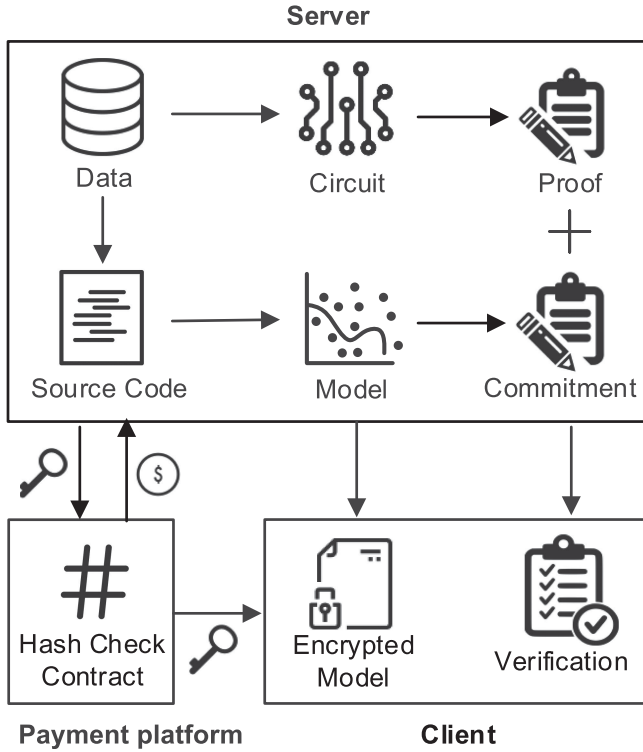 Server
Data
Circuit
Proof
Source Code
Model
Commitment
$
Hash Check
Contract
Encrypted
Model
Verification
Payment platform
Client